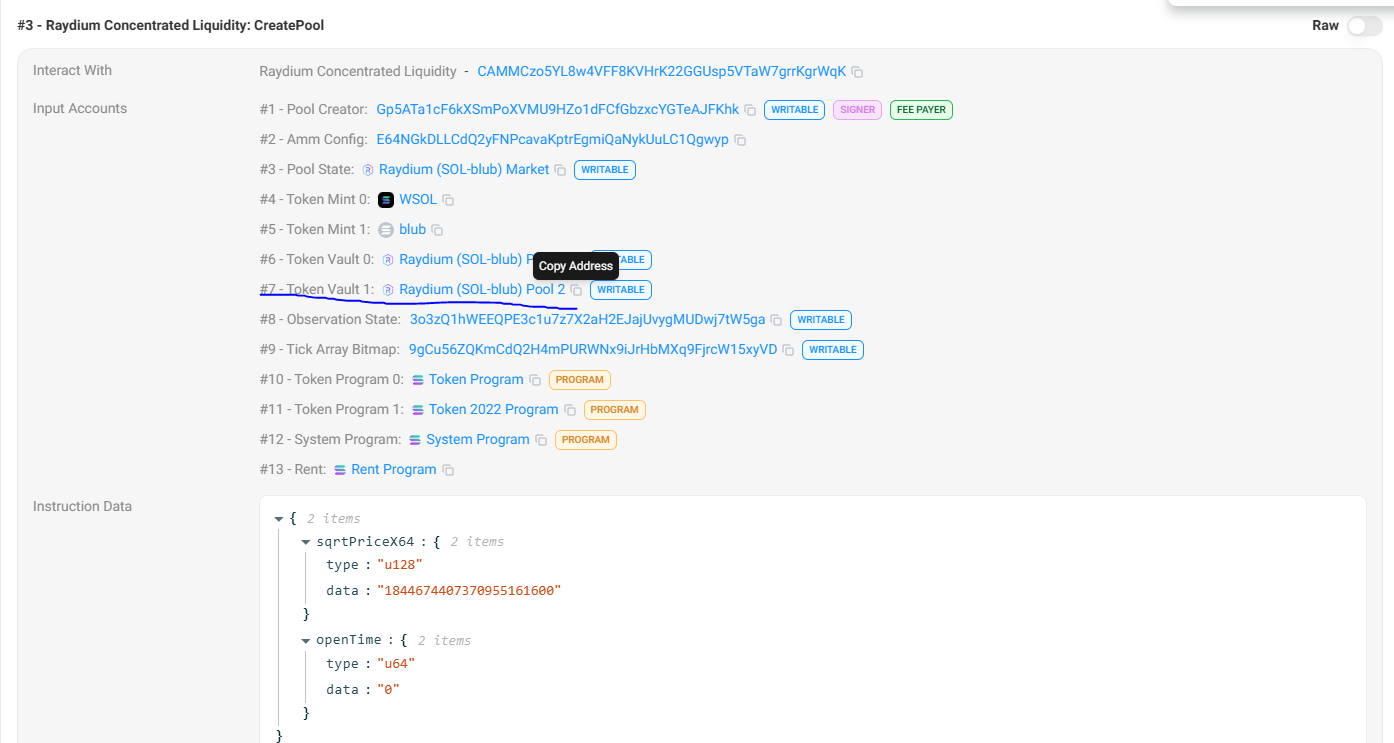 #3 - Raydium Concentrated Liquidity: CreatePool Raw
Interact With Raydium Concentrated Liquidity - CAMMCzo5YL8w4VFF8KVHrK22GGUsp5VTaW7grrKgrWqK
Input Accounts #1 - Pool Creator: Gp5ATa1cF6kXSmPoXVMU9HZo1dFCfGbzxcYGTeAJFKhk WRITABLE SIGNER FEE PAYER
#2 - Amm Config: E64NGkDLLCdQ2yFNPcavaKptrEgmiQaNykUuLC1Qgwyp
#3 - Pool State: Raydium (SOL-blub) Market WRITABLE
#4 - Token Mint 0: WSOL
#5 - Token Mint 1: blub
#6 - Token Vault 0: Raydium (SOL-blub)
Copy Address
#7 - Token Vault 1: Raydium (SOL-blub) Pool 2 WRITABLE
#8 - Observation State: 3o3zQ1hWEEQPE3c1u7z7X2aH2EJajUvygMUDwj7tW5ga WRITABLE
#9 - Tick Array Bitmap: 9gCu56ZQKmCdQ2H4mPURWNx9iJrHbMXq9FjrcW15xyVD WRITABLE
#10 - Token Program 0: Token Program PROGRAM
#11 - Token Program 1: Token 2022 Program PROGRAM
#12 - System Program: System Program PROGRAM
#13 - Rent: Rent Program
Instruction Data
{ 2 items
sqrtPriceX64 : { 2 items
type : "u128"
data : "1844674407370955161600"
}
openTime : { 2 items
type : "u64"
data : "0"
}
}